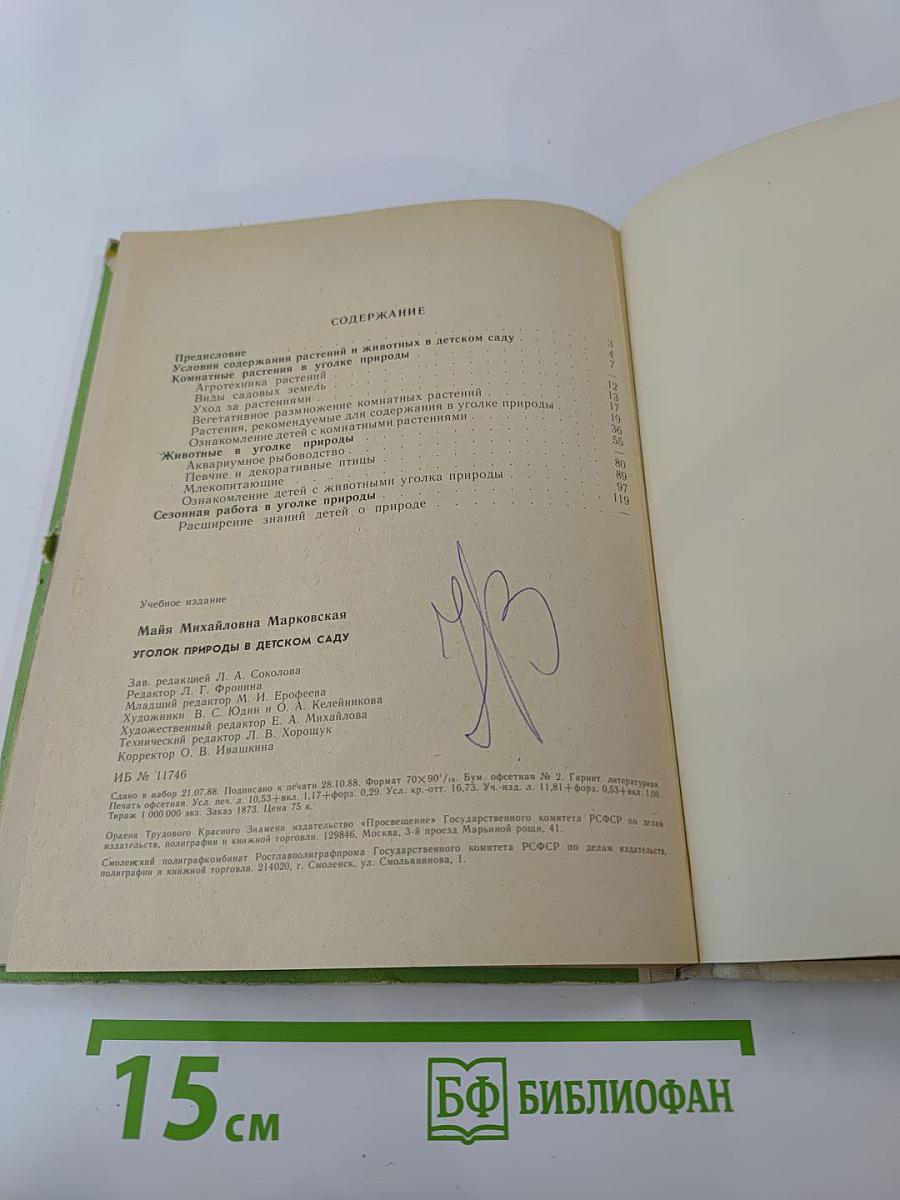 СОДЕРЖАНИЕ
Предисловие . . . 3
Условия содержания растений и животных в детском саду . . . 4
Комнатные растения в уголке природы . . . 7
Агротехника растений . . . —
Виды садовых земель . . . 12
Уход за растениями . . . 13
Вегетативное размножение комнатных растений . . . 17
Растения, рекомендуемые для содержания в уголке природы . . . 19
Ознакомление детей с комнатными растениями . . . 36
Животные в уголке природы . . . 55
Аквариумное рыбоводство . . . —
Певчие и декоративные птицы . . . 80
Млекопитающие . . . 89
Ознакомление детей с животными уголка природы . . . 97
Сезонная работа в уголке природы . . . 119
Расширение знаний детей о природе . . . —
Учебное издание
Майя Михайловна Марковская
УГОЛОК ПРИРОДЫ В ДЕТСКОМ САДУ
Зав. редакцией Л. А. Соколова
Редактор Л. Г. Фронина
Младший редактор М. И. Ерофеева
Художники В. С. Юдин и О. А. Келейникова
Художественный редактор Е. А. Михайлова
Технический редактор Л. В. Хорощук
Корректор О. В. Ивашкина
ИБ № 11746
Сдано в набор 21.07.88. Подписано к печати 28.10.88. Формат 70×90¹/₁₆. Бум. офсетная № 2. Гарнит. литературная.
Печать офсетная. Усл. печ. л. 10,53+вкл. 1,17+форз. 0,29. Усл. кр.-отт. 16,73. Уч.-изд. л. 11,81+форз. 0,53+вкл. 1,00.
Тираж 1 000 000 экз. Заказ 1873. Цена 75 к.
Ордена Трудового Красного Знамени издательство «Просвещение» Государственного комитета РСФСР по делам
издательств, полиграфии и книжной торговли. 129846, Москва, 3-й проезд Марьиной рощи, 41.
Смоленский полиграфкомбинат Росглавполиграфпрома Государственного комитета РСФСР по делам издательств,
полиграфии и книжной торговли. 214020, г. Смоленск, ул. Смольянинова, 1.
15 см
БФ БИБЛИОФАН